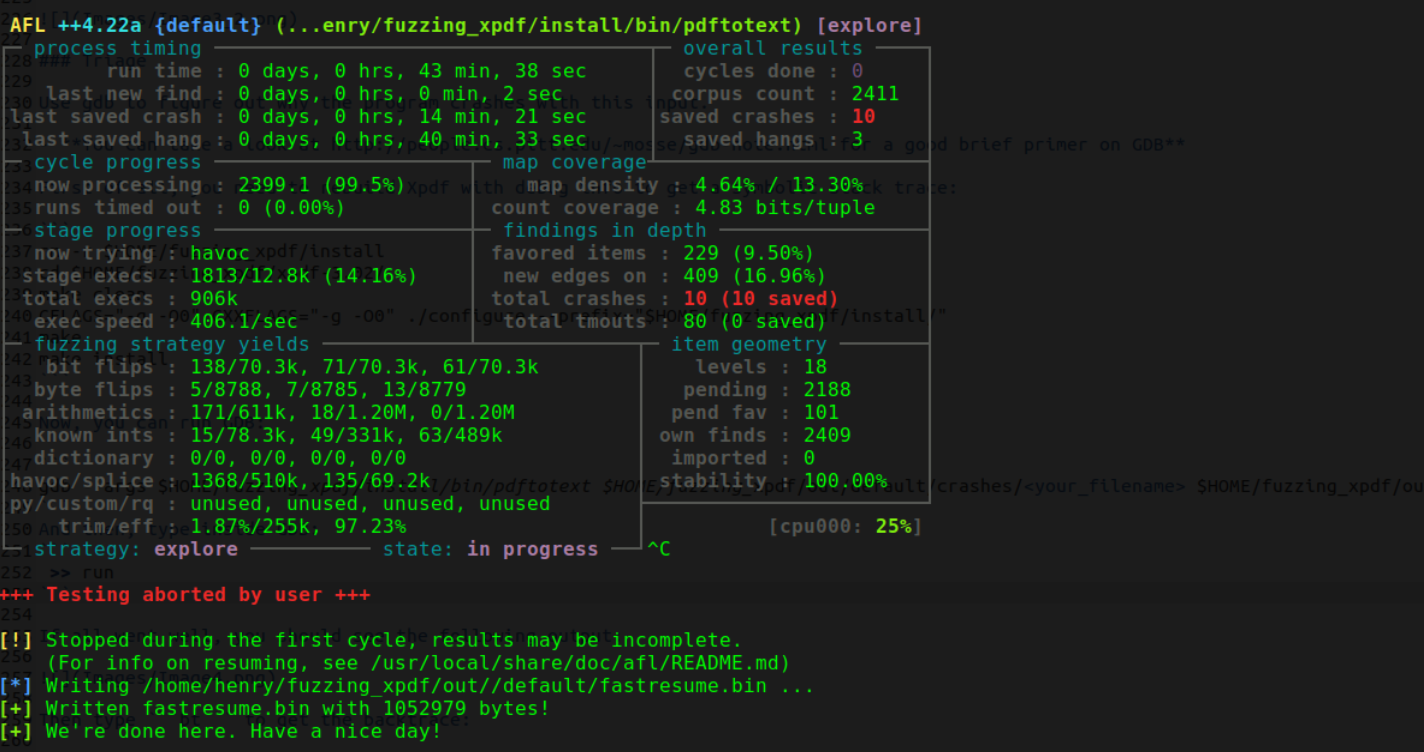 AFL ++4.22a {default} (...enry/fuzzing_xpdf/install/bin/pdftotext) [explore]
process timing overall results
run time : 0 days, 0 hrs, 43 min, 38 sec cycles done : 0
last new find : 0 days, 0 hrs, 0 min, 2 sec corpus count : 2411
last saved crash : 0 days, 0 hrs, 14 min, 21 sec saved crashes : 10
last saved hang : 0 days, 0 hrs, 40 min, 33 sec saved hangs : 3
cycle progress map coverage
now processing : 2399.1 (99.5%) map density : 4.64% / 13.30%
runs timed out : 0 (0.00%) count coverage : 4.83 bits/tuple
stage progress findings in depth
now trying : havoc favored items : 229 (9.50%)
stage execs : 1813/12.8k (14.16%) new edges on : 409 (16.96%)
total execs : 906k total crashes : 10 (10 saved)
exec speed : 406.1/sec total tmouts : 80 (0 saved)
fuzzing strategy yields item geometry
bit flips : 138/70.3k, 71/70.3k, 61/70.3k levels : 18
byte flips : 5/8788, 7/8785, 13/8779 pending : 2188
arithmetics : 171/611k, 18/1.20M, 0/1.20M pend fav : 101
known ints : 15/78.3k, 49/331k, 63/489k own finds : 2409
dictionary : 0/0, 0/0, 0/0, 0/0 imported : 0
havoc/splice : 1368/510k, 135/69.2k stability : 100.00%
py/custom/rq : unused, unused, unused, unused
trim/eff : 1.87%/255k, 97.23% [cpu000: 25%]
strategy: explore state: in progress ^C
252 >> run
+++ Testing aborted by user +++
254
[!] Stopped during the first cycle, results may be incomplete.
(For info on resuming, see /usr/local/share/doc/afl/README.md)
[*] Writing /home/henry/fuzzing_xpdf/out//default/fastresume.bin ...
[+] Written fastresume.bin with 1052979 bytes!
[+] We're done here. Have a nice day!